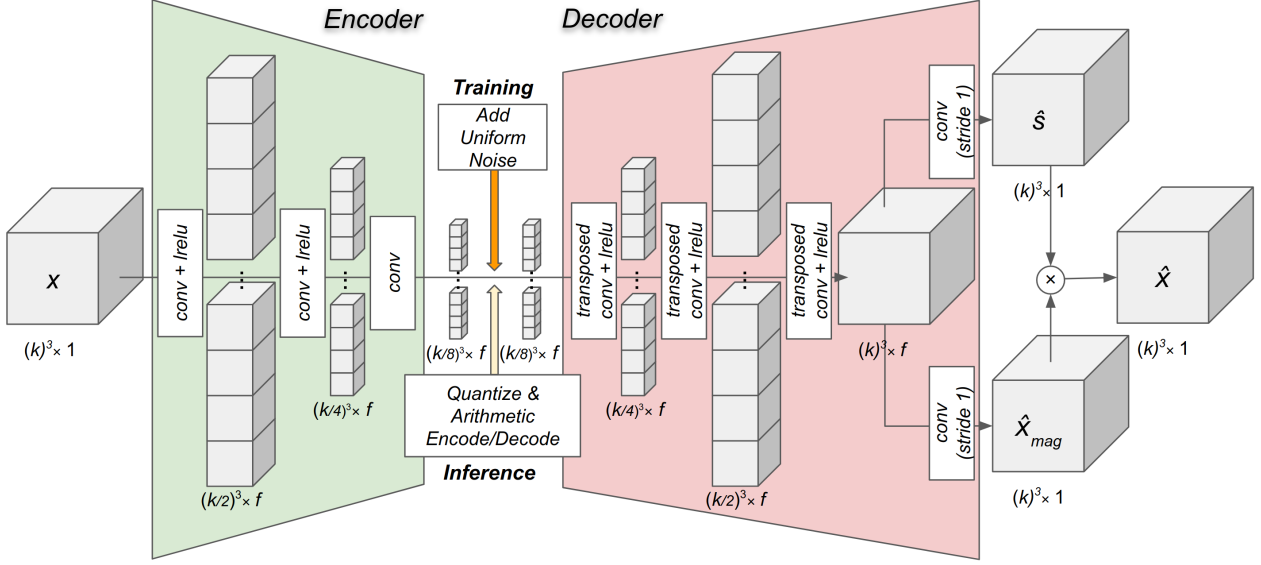 Encoder
Decoder
Training
Add
Uniform
Noise
x
(k)³× 1
conv + lrelu
(k/2)³× f
conv + lrelu
(k/4)³× f
conv
(k/8)³× f
(k/8)³× f
Quantize &
Arithmetic
Encode/Decode
Inference
transposed
conv + lrelu
(k/4)³× f
transposed
conv + lrelu
(k/2)³× f
transposed
conv + lrelu
(k)³× f
conv
(stride 1)
ŝ
(k)³× 1
conv
(stride 1)
x̂mag
(k)³× 1
×
x̂
(k)³× 1